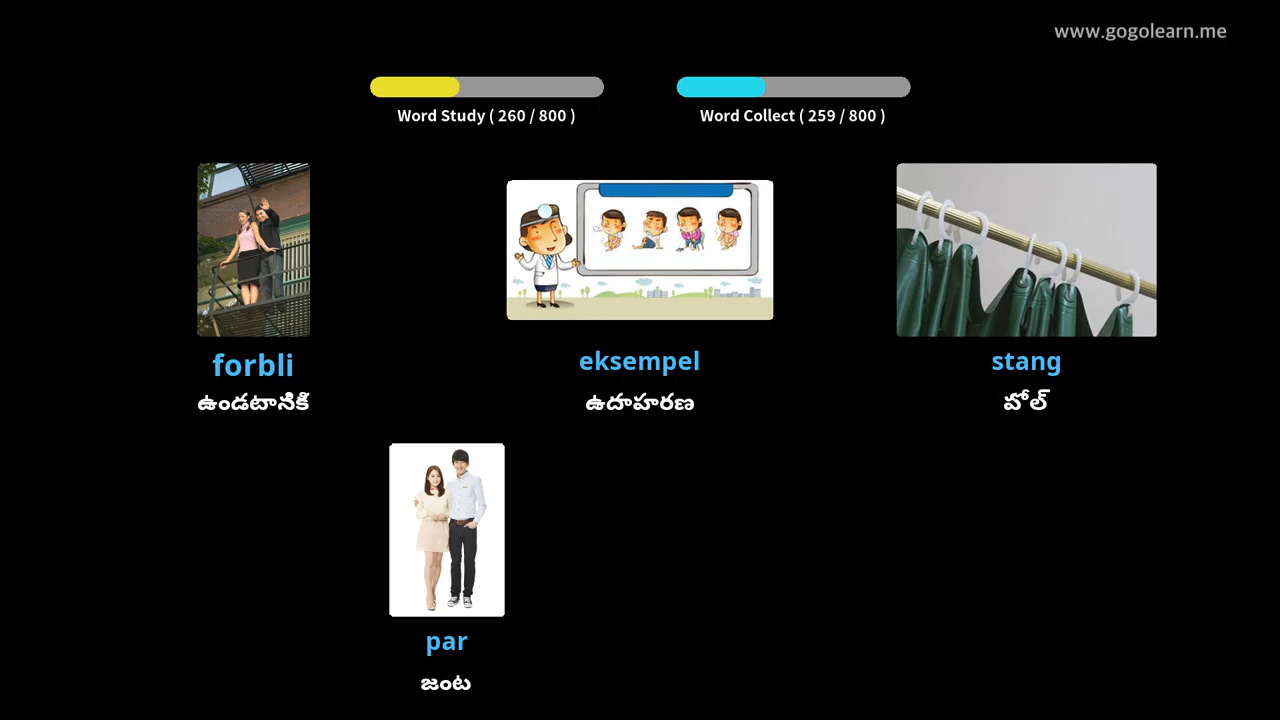 www.gogolearn.me
Word Study ( 260 / 800 )
Word Collect ( 259 / 800 )
forbli
eksempel
stang
ఉండటానికి
ఉదాహరణ
పోల్
par
జంట